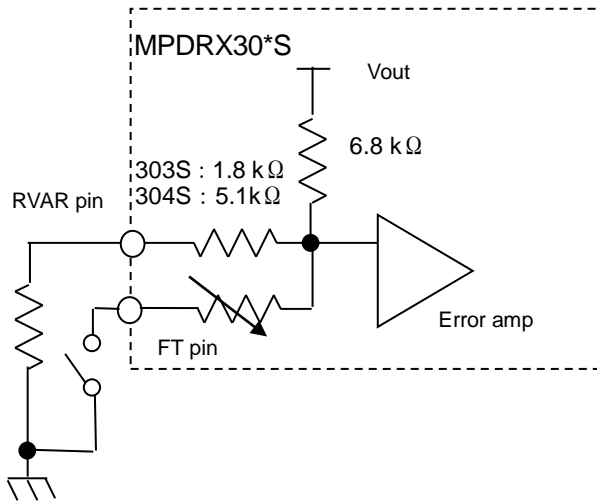 MPDRX30*S
Vout
6.8 kΩ
303S : 1.8 kΩ
304S : 5.1kΩ
RVAR pin
FT pin
Error amp